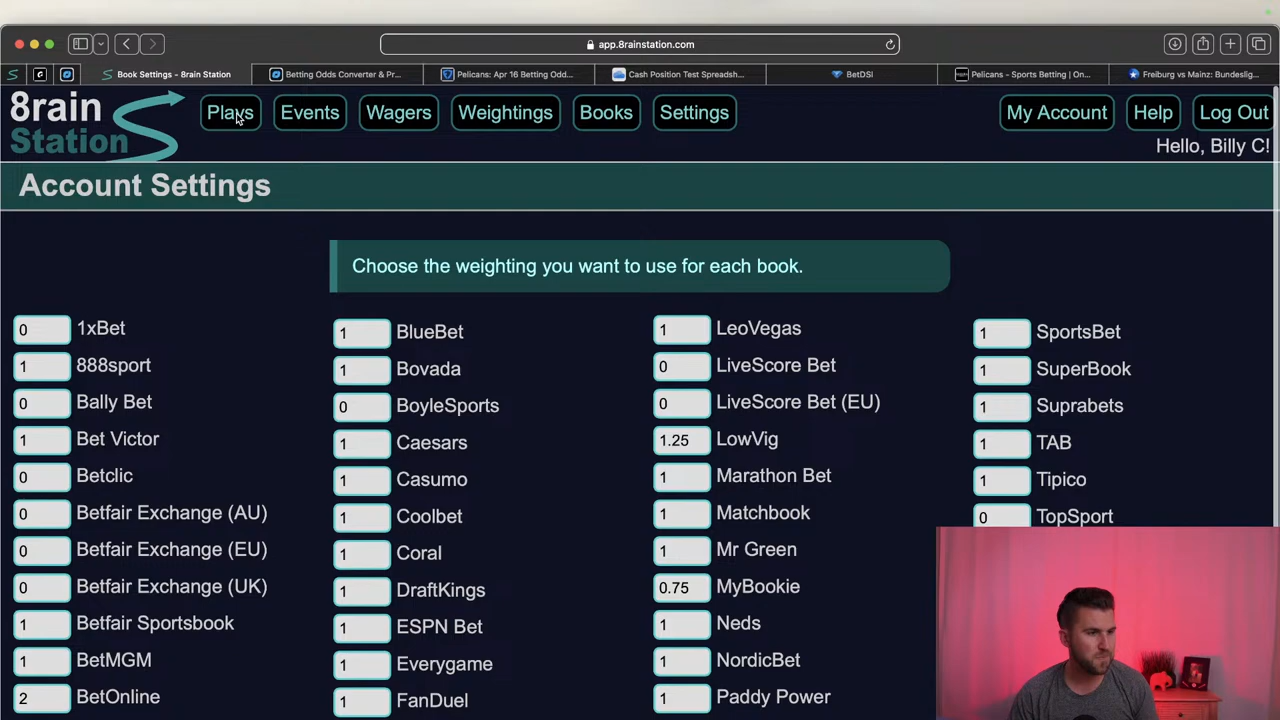 app.8rainstation.com
Book Settings – 8rain Station
Betting Odds Converter & Pr...
Pelicans: Apr 16 Betting Odd...
Cash Position Test Spreadsh...
BetDSI
Pelicans - Sports Betting | On...
Freiburg vs Mainz: Bundeslig...
8rain
Station
Plays
Events
Wagers
Weightings
Books
Settings
My Account
Help
Log Out
Hello, Billy C!
Account Settings
Choose the weighting you want to use for each book.
0 1xBet
1 888sport
0 Bally Bet
1 Bet Victor
0 Betclic
0 Betfair Exchange (AU)
0 Betfair Exchange (EU)
0 Betfair Exchange (UK)
1 Betfair Sportsbook
1 BetMGM
2 BetOnline
1 BlueBet
1 Bovada
0 BoyleSports
1 Caesars
1 Casumo
1 Coolbet
1 Coral
1 DraftKings
1 ESPN Bet
1 Everygame
1 FanDuel
1 LeoVegas
0 LiveScore Bet
0 LiveScore Bet (EU)
1.25 LowVig
1 Marathon Bet
1 Matchbook
1 Mr Green
0.75 MyBookie
1 Neds
1 NordicBet
1 Paddy Power
1 SportsBet
1 SuperBook
1 Suprabets
1 TAB
1 Tipico
0 TopSport